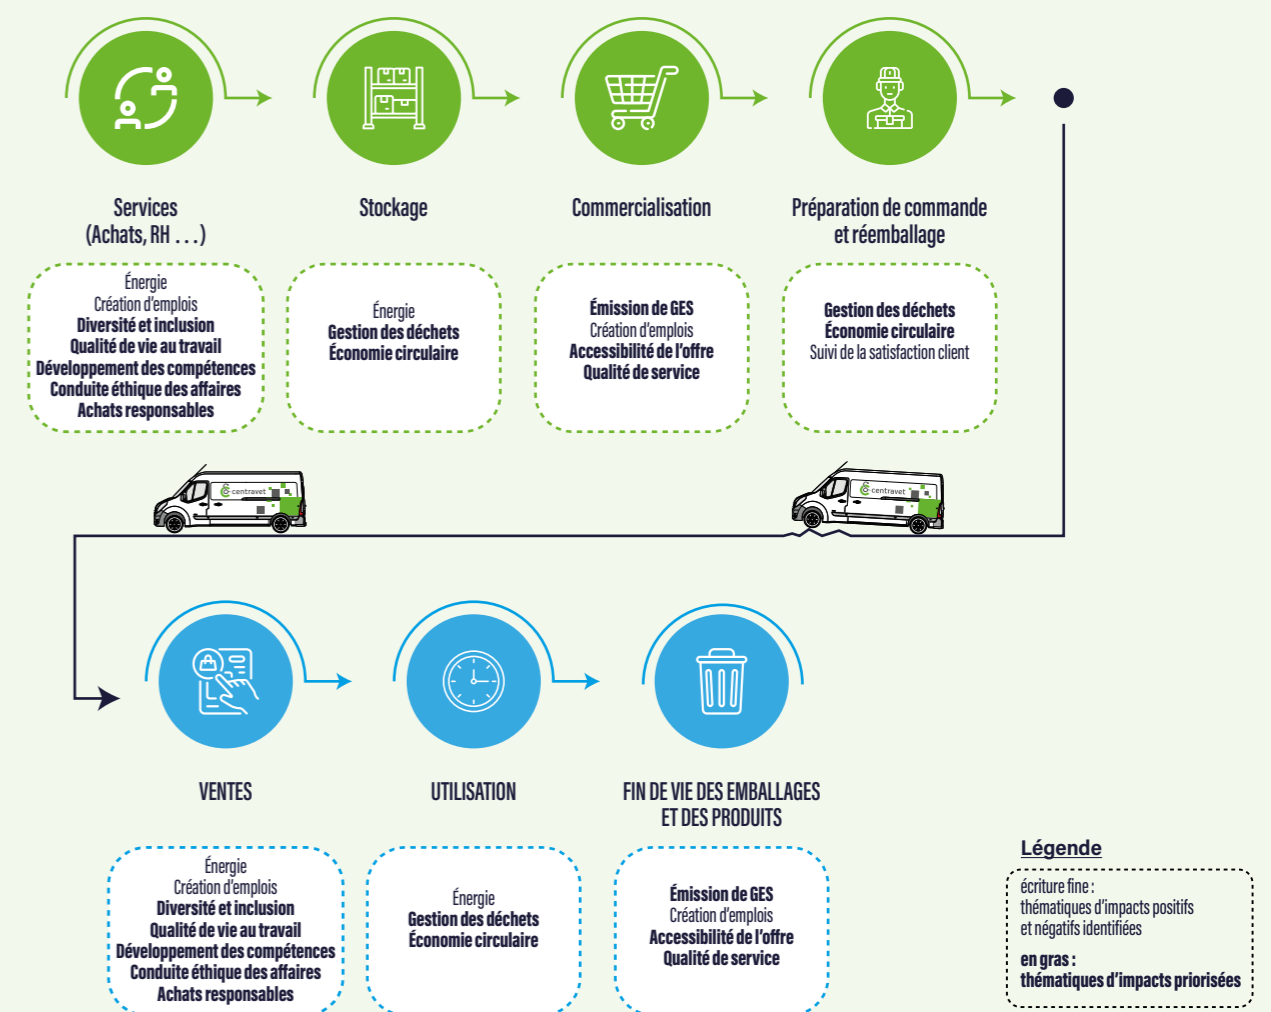 Services
(Achats, RH . . .)
Énergie
Création d'emplois
Diversité et inclusion
Qualité de vie au travail
Développement des compétences
Conduite éthique des affaires
Achats responsables
Stockage
Énergie
Gestion des déchets
Économie circulaire
Commercialisation
Émission de GES
Création d'emplois
Accessibilité de l'offre
Qualité de service
Préparation de commande
et réemballage
Gestion des déchets
Économie circulaire
Suivi de la satisfaction client
centravet
centravet
VENTES
Énergie
Création d'emplois
Diversité et inclusion
Qualité de vie au travail
Développement des compétences
Conduite éthique des affaires
Achats responsables
UTILISATION
Énergie
Gestion des déchets
Économie circulaire
FIN DE VIE DES EMBALLAGES
ET DES PRODUITS
Émission de GES
Création d'emplois
Accessibilité de l'offre
Qualité de service
Légende
écriture fine :
thématiques d'impacts positifs
et négatifs identifiées
en gras :
thématiques d'impacts priorisées